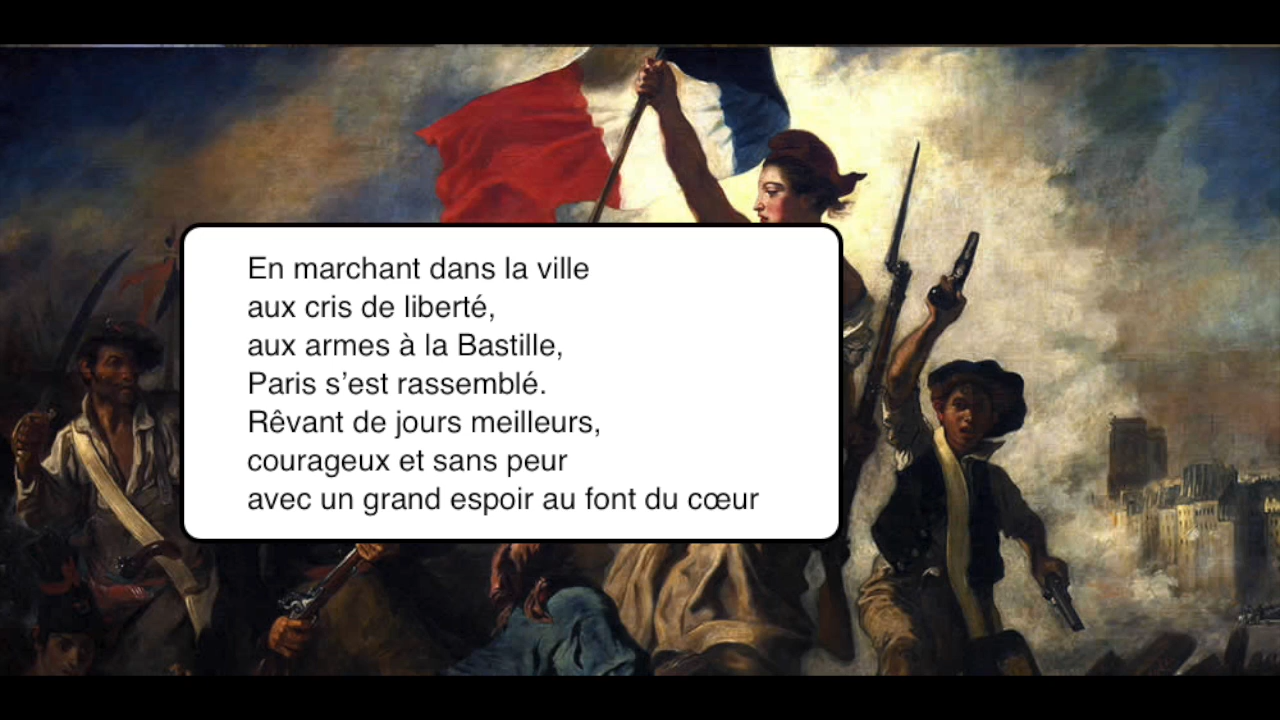 En marchant dans la ville
aux cris de liberté,
aux armes à la Bastille,
Paris s’est rassemblé.
Rêvant de jours meilleurs,
courageux et sans peur
avec un grand espoir au font du cœur